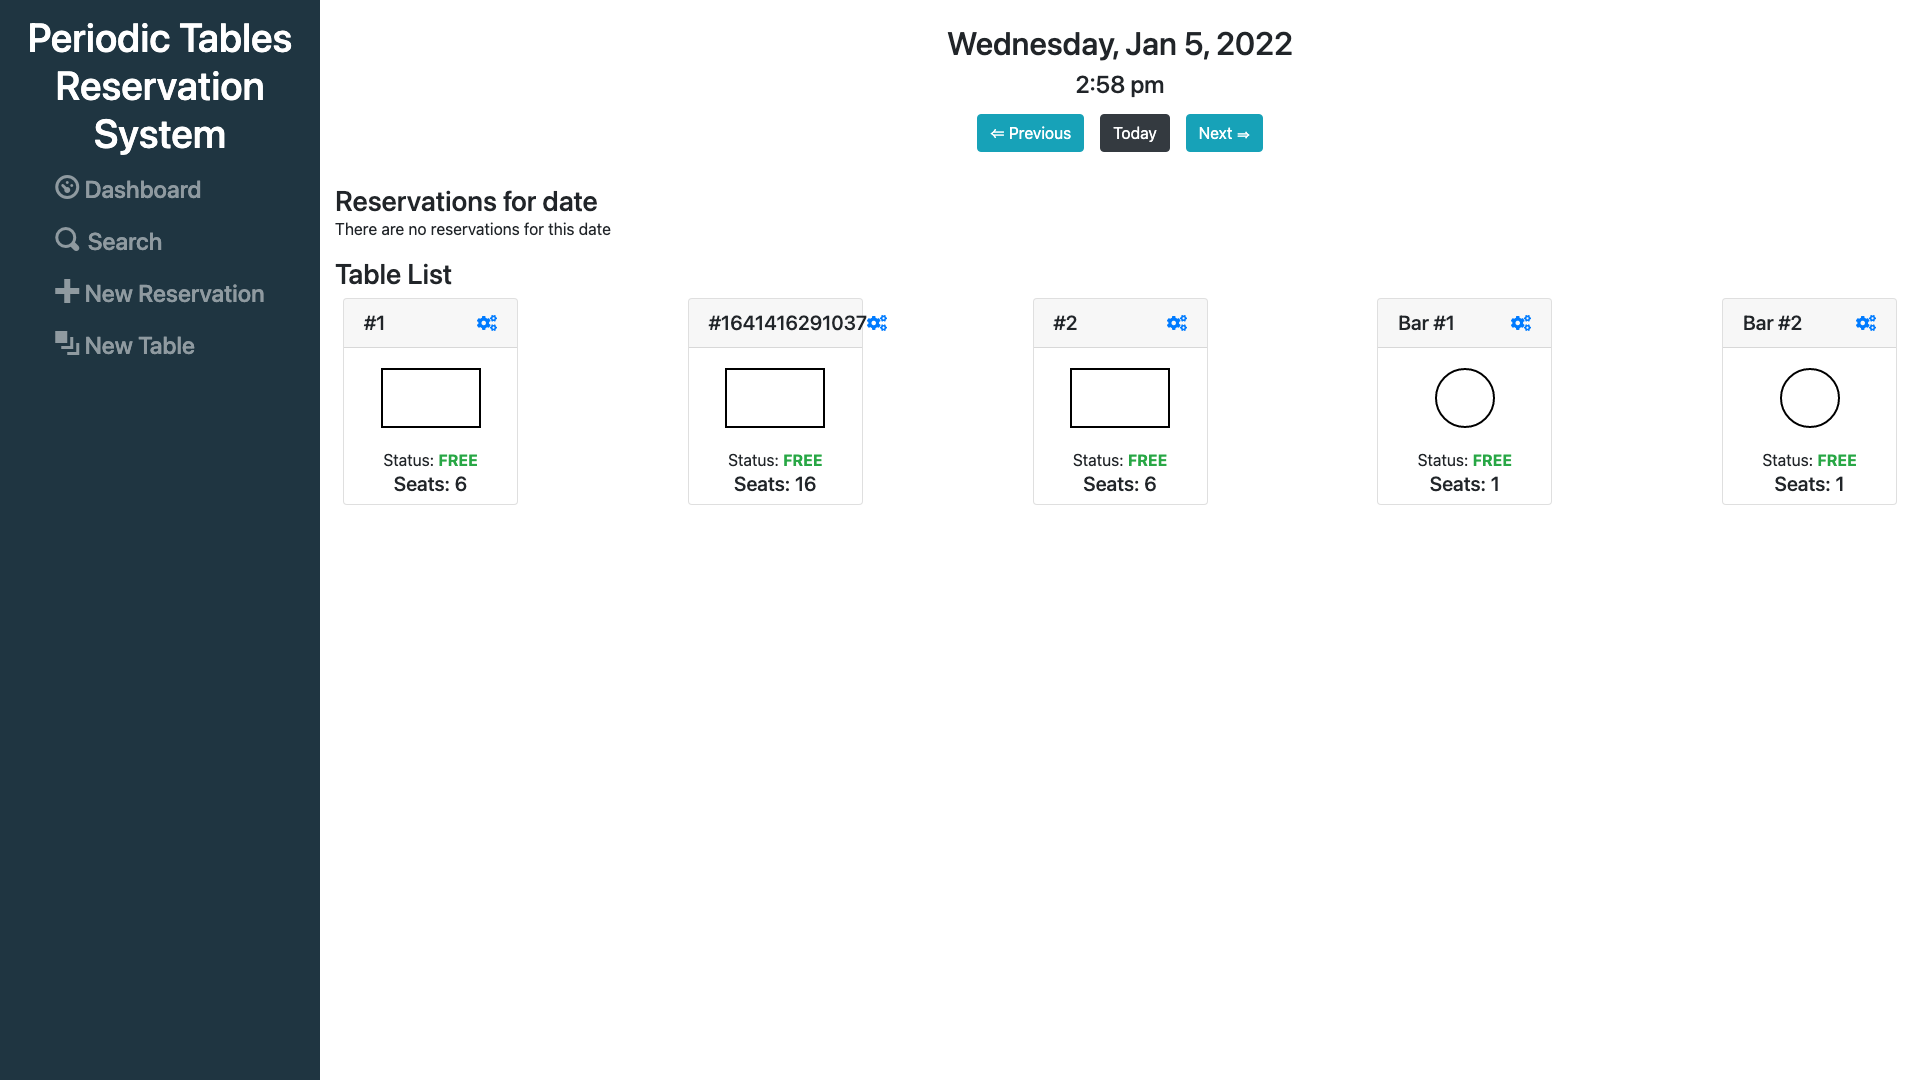 Periodic Tables
Reservation
System
Dashboard
Search
New Reservation
New Table
Wednesday, Jan 5, 2022
2:58 pm
⇐ Previous
Today
Next ⇒
Reservations for date
There are no reservations for this date
Table List
#1
Status: FREE
Seats: 6
#1641416291037
Status: FREE
Seats: 16
#2
Status: FREE
Seats: 6
Bar #1
Status: FREE
Seats: 1
Bar #2
Status: FREE
Seats: 1